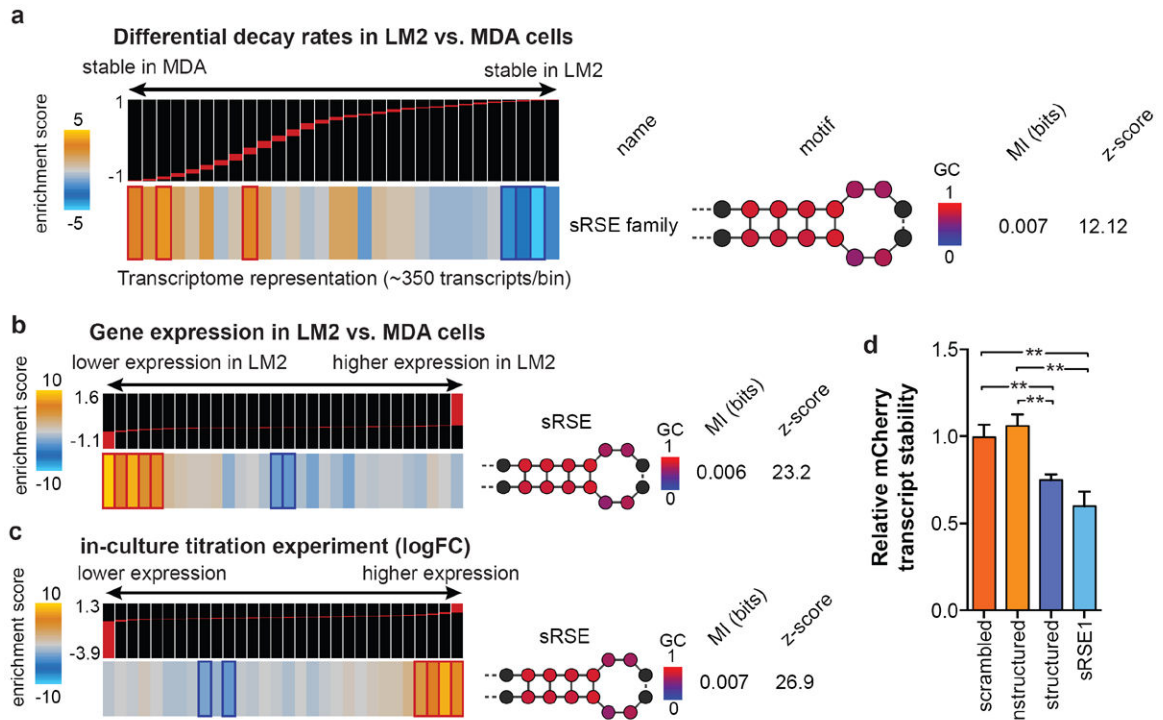 a
Differential decay rates in LM2 vs. MDA cells
stable in MDA
stable in LM2
1
-1
enrichment score
5
-5
Transcriptome representation (~350 transcripts/bin)
name
motif
MI (bits)
z-score
sRSE family
GC
1
0
0.007
12.12
b
Gene expression in LM2 vs. MDA cells
lower expression in LM2
higher expression in LM2
enrichment score
10
-10
1.6
-1.1
sRSE
GC
1
0
MI (bits)
z-score
0.006
23.2
c
in-culture titration experiment (logFC)
lower expression
higher expression
enrichment score
10
-10
1.3
-3.9
sRSE
GC
1
0
MI (bits)
z-score
0.007
26.9
d
Relative mCherry
transcript stability
1.5
1.0
0.5
0.0
**
**
**
**
scrambled
nstructured
structured
sRSE1